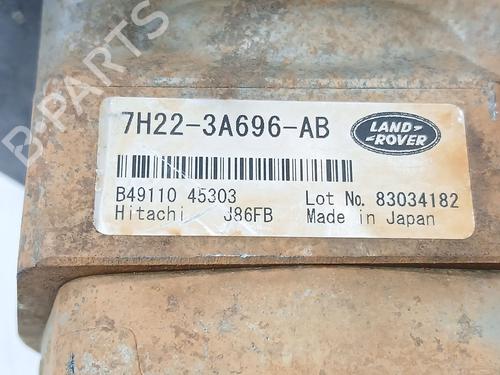 7H22-3A696-AB
LAND-
ROVER
B49110 45303 Lot No. 83034182
Hitachi J86FB Made in Japan
B-PARTS